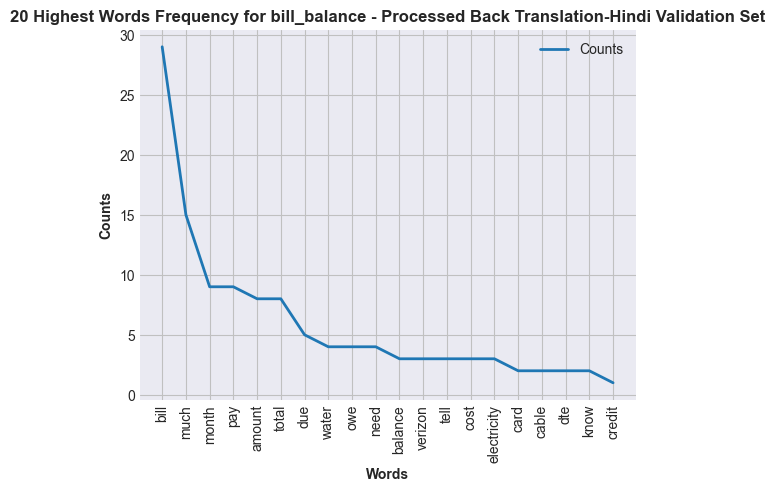 20 Highest Words Frequency for bill_balance - Processed Back Translation-Hindi Validation Set
Counts
30
25
20
15
10
5
0
Counts
bill
much
month
pay
amount
total
due
water
owe
need
balance
verizon
tell
cost
electricity
card
cable
dte
know
credit
Words